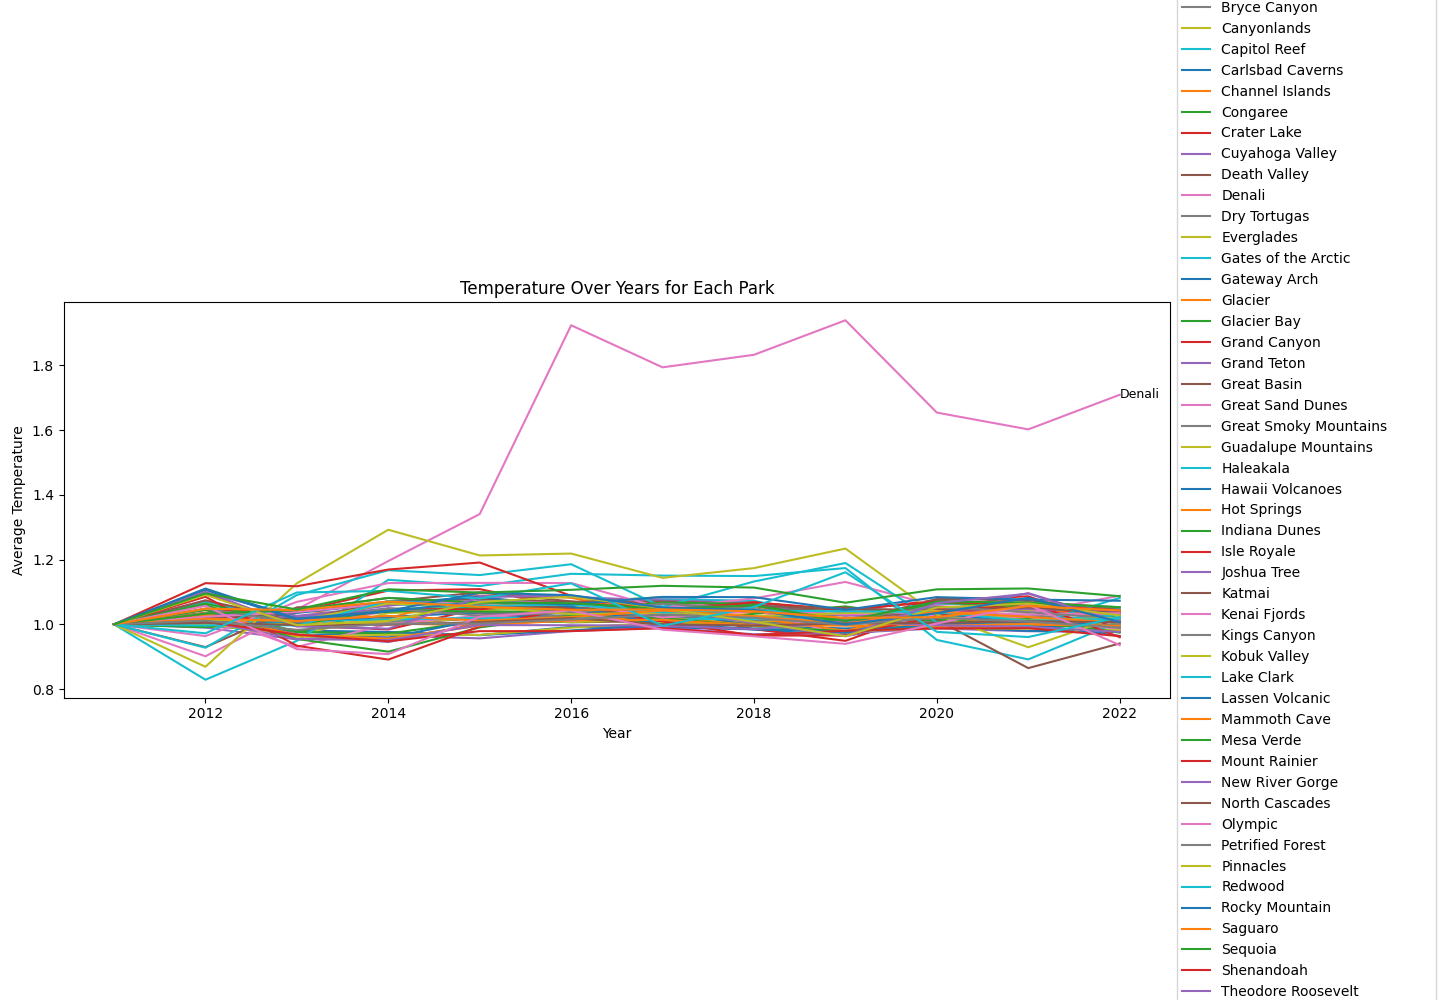 Temperature Over Years for Each Park
Average Temperature
1.8
1.6
1.4
1.2
1.0
0.8
2012
2014
2016
2018
2020
2022
Year
Denali
Bryce Canyon
Canyonlands
Capitol Reef
Carlsbad Caverns
Channel Islands
Congaree
Crater Lake
Cuyahoga Valley
Death Valley
Denali
Dry Tortugas
Everglades
Gates of the Arctic
Gateway Arch
Glacier
Glacier Bay
Grand Canyon
Grand Teton
Great Basin
Great Sand Dunes
Great Smoky Mountains
Guadalupe Mountains
Haleakala
Hawaii Volcanoes
Hot Springs
Indiana Dunes
Isle Royale
Joshua Tree
Katmai
Kenai Fjords
Kings Canyon
Kobuk Valley
Lake Clark
Lassen Volcanic
Mammoth Cave
Mesa Verde
Mount Rainier
New River Gorge
North Cascades
Olympic
Petrified Forest
Pinnacles
Redwood
Rocky Mountain
Saguaro
Sequoia
Shenandoah
Theodore Roosevelt